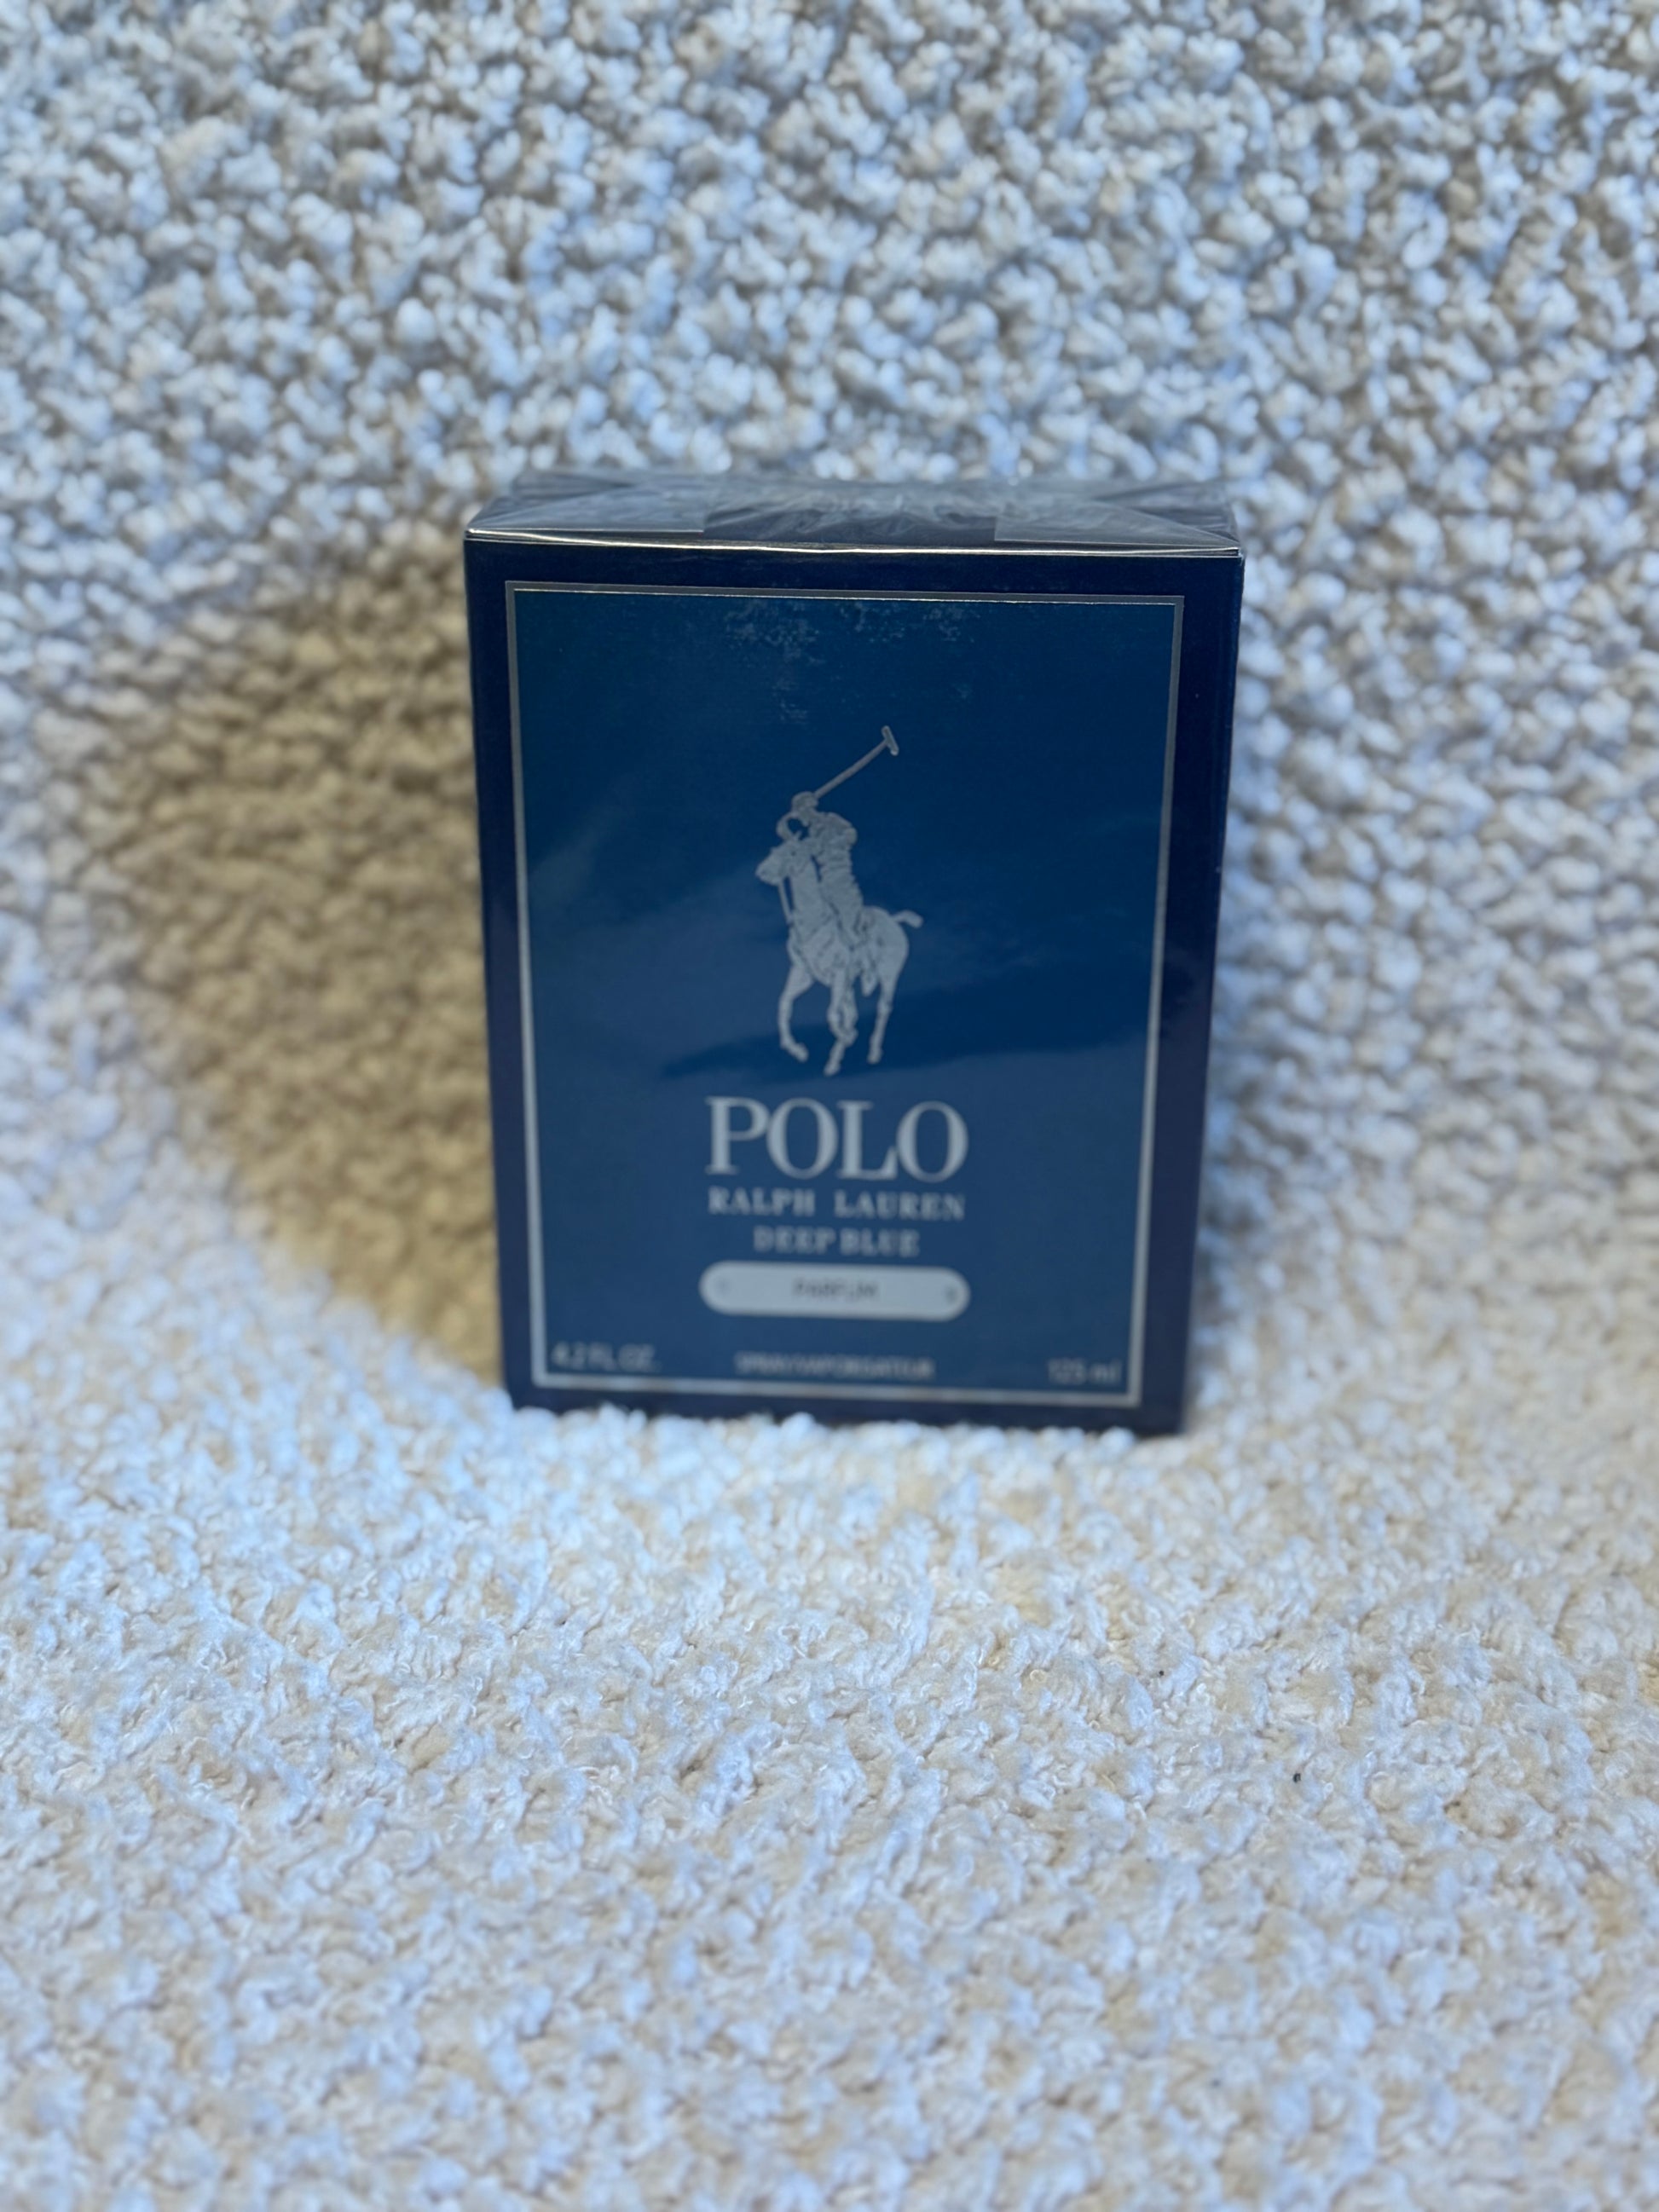 POLO
RALPH LAUREN
DEEP BLUE
PARFUM
4.2 FL. OZ. SPRAY/VAPORISATEUR 125 ml